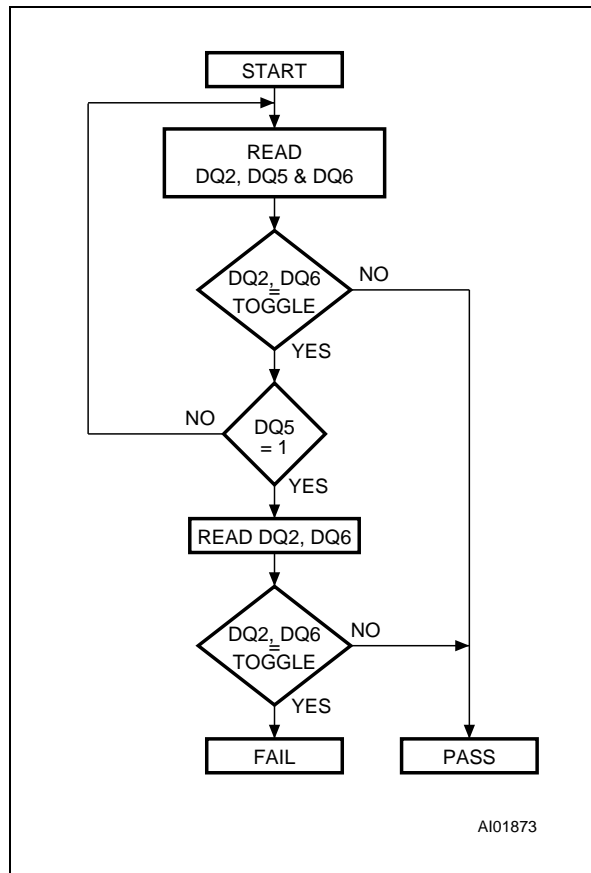 START
READ
DQ2, DQ5 & DQ6
DQ2, DQ6
=
TOGGLE
NO
YES
NO
DQ5
= 1
YES
READ DQ2, DQ6
DQ2, DQ6
=
TOGGLE
NO
YES
FAIL
PASS
AI01873